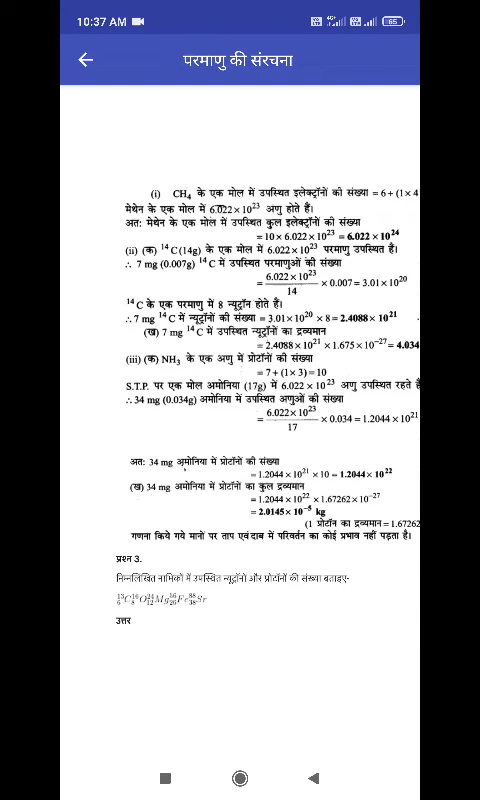 10:37 AM
4G+
65
परमाणु की संरचना
(i) CH₄ के एक मोल में उपस्थित इलेक्ट्रॉनों की संख्या = 6 + (1 × 4
मेथेन के एक मोल में 6.022 × 10²³ अणु होते हैं।
अतः मेथेन के एक मोल में उपस्थित कुल इलेक्ट्रॉनों की संख्या
= 10 × 6.022 × 10²³ = 6.022 × 10²⁴
(ii) (क) ¹⁴C (14g) के एक मोल में 6.022 × 10²³ परमाणु उपस्थित हैं।
∴ 7 mg (0.007g) ¹⁴C में उपस्थित परमाणुओं की संख्या
= 6.022 × 10²³ / 14 × 0.007 = 3.01 × 10²⁰
¹⁴C के एक परमाणु में 8 न्यूट्रॉन होते हैं।
∴ 7 mg ¹⁴C में न्यूट्रॉनों की संख्या = 3.01 × 10²⁰ × 8 = 2.4088 × 10²¹
(ख) 7 mg ¹⁴C में उपस्थित न्यूट्रानों का द्रव्यमान
= 2.4088 × 10²¹ × 1.675 × 10⁻²⁷ = 4.034
(iii) (क) NH₃ के एक अणु में प्रोटॉनों की संख्या
= 7 + (1 × 3) = 10
S.T.P. पर एक मोल अमोनिया (17g) में 6.022 × 10²³ अणु उपस्थित रहते हैं
∴ 34 mg (0.034g) अमोनिया में उपस्थित अणुओं की संख्या
= 6.022 × 10²³ / 17 × 0.034 = 1.2044 × 10²¹
अतः 34 mg अमोनिया में प्रोटॉनों की संख्या
= 1.2044 × 10²¹ × 10 = 1.2044 × 10²²
(ख) 34 mg अमोनिया में प्रोटॉनों का कुल द्रव्यमान
= 1.2044 × 10²² × 1.67262 × 10⁻²⁷
= 2.0145 × 10⁻⁵ kg
(1 प्रोटॉन का द्रव्यमान = 1.67262
गणना किये गये मानों पर ताप एवं दाब में परिवर्तन का कोई प्रभाव नहीं पड़ता है।
प्रश्न 3.
निम्नलिखित नाभिकों में उपस्थित न्यूट्रॉनो और प्रोटॉनों की संख्या बताइए-
¹³₆C¹⁶₈O²⁴₁₂Mg⁵⁶₂₆Fe⁸⁸₃₈Sr
उत्तर